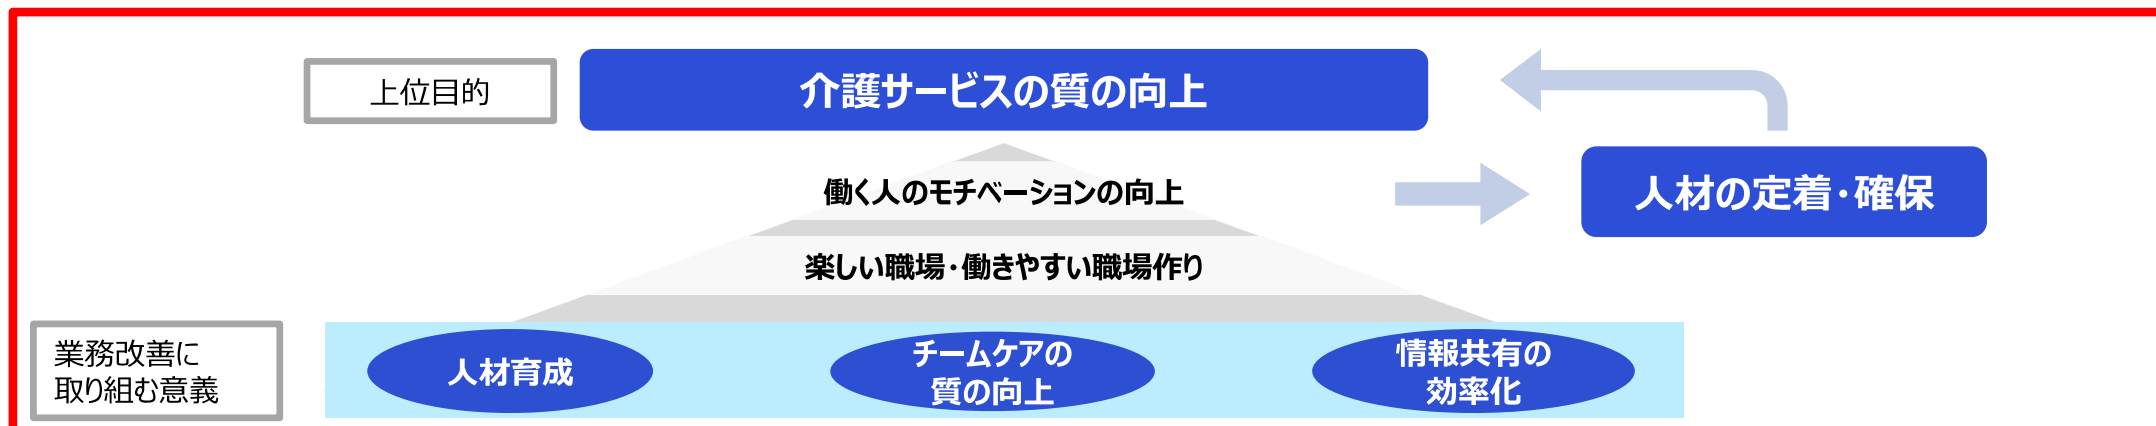 上位目的
介護サービスの質の向上
働く人のモチベーションの向上
人材の定着・確保
楽しい職場・働きやすい職場作り
業務改善に
取り組む意義
人材育成
チームケアの
質の向上
情報共有の
効率化